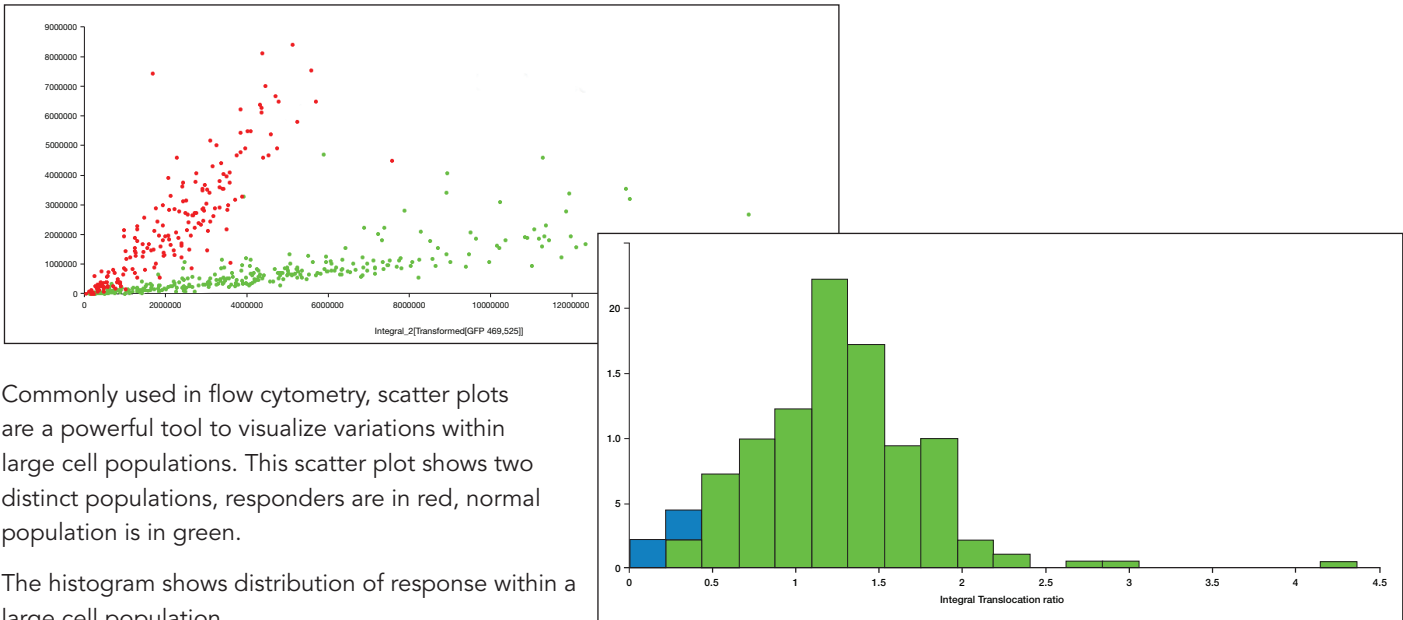 9000000
8000000
7000000
6000000
5000000
4000000
3000000
2000000
1000000
0
0 2000000 4000000 6000000 8000000 10000000 12000000
Integral_2[Transformed[GFP 469,525]]
Commonly used in flow cytometry, scatter plots
are a powerful tool to visualize variations within
large cell populations. This scatter plot shows two
distinct populations, responders are in red, normal
population is in green.
The histogram shows distribution of response within a
large cell population
20
1.5
1.0
5
0
0 0.5 1 1.5 2 2.5 3 3.5 4 4.5
Integral Translocation ratio